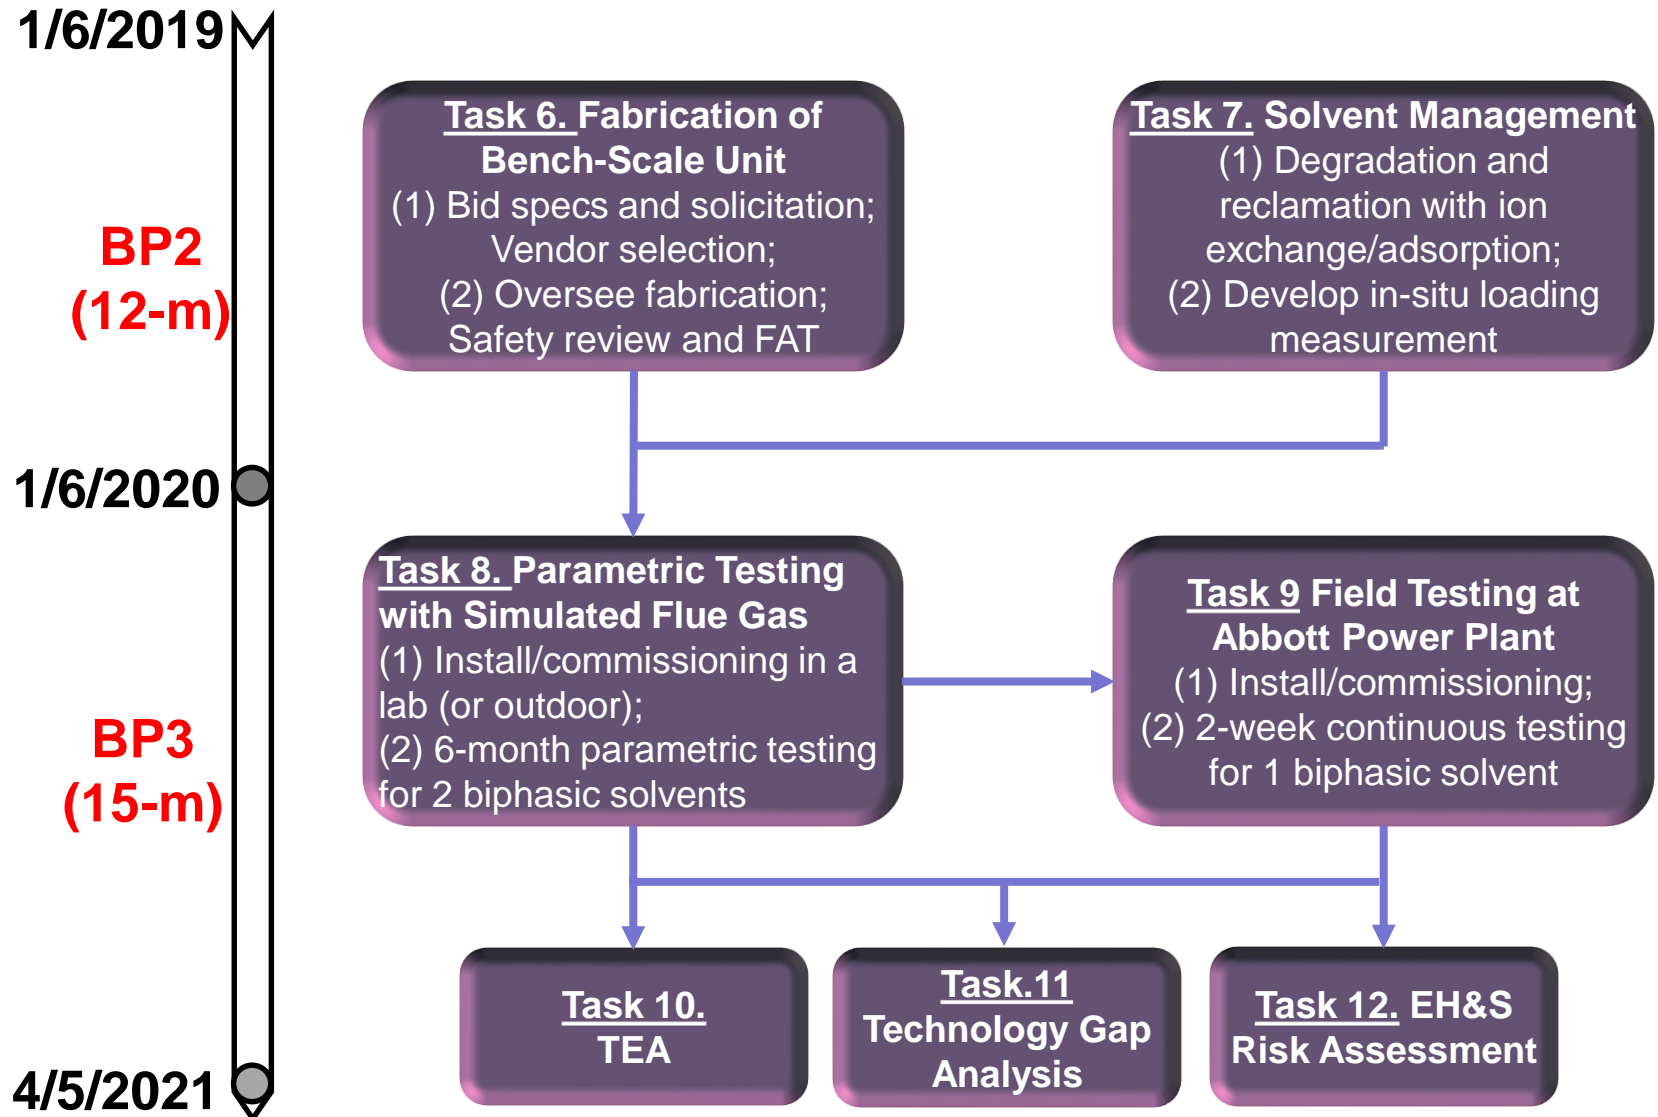 1/6/2019
Task 6. Fabrication of
Bench-Scale Unit
(1) Bid specs and solicitation;
Vendor selection;
(2) Oversee fabrication;
Safety review and FAT
Task 7. Solvent Management
(1) Degradation and
reclamation with ion
exchange/adsorption;
(2) Develop in-situ loading
measurement
BP2
(12-m)
1/6/2020
Task 8. Parametric Testing
with Simulated Flue Gas
(1) Install/commissioning in a
lab (or outdoor);
(2) 6-month parametric testing
for 2 biphasic solvents
Task 9 Field Testing at
Abbott Power Plant
(1) Install/commissioning;
(2) 2-week continuous testing
for 1 biphasic solvent
BP3
(15-m)
Task 10.
TEA
Task.11
Technology Gap
Analysis
Task 12. EH&S
Risk Assessment
4/5/2021